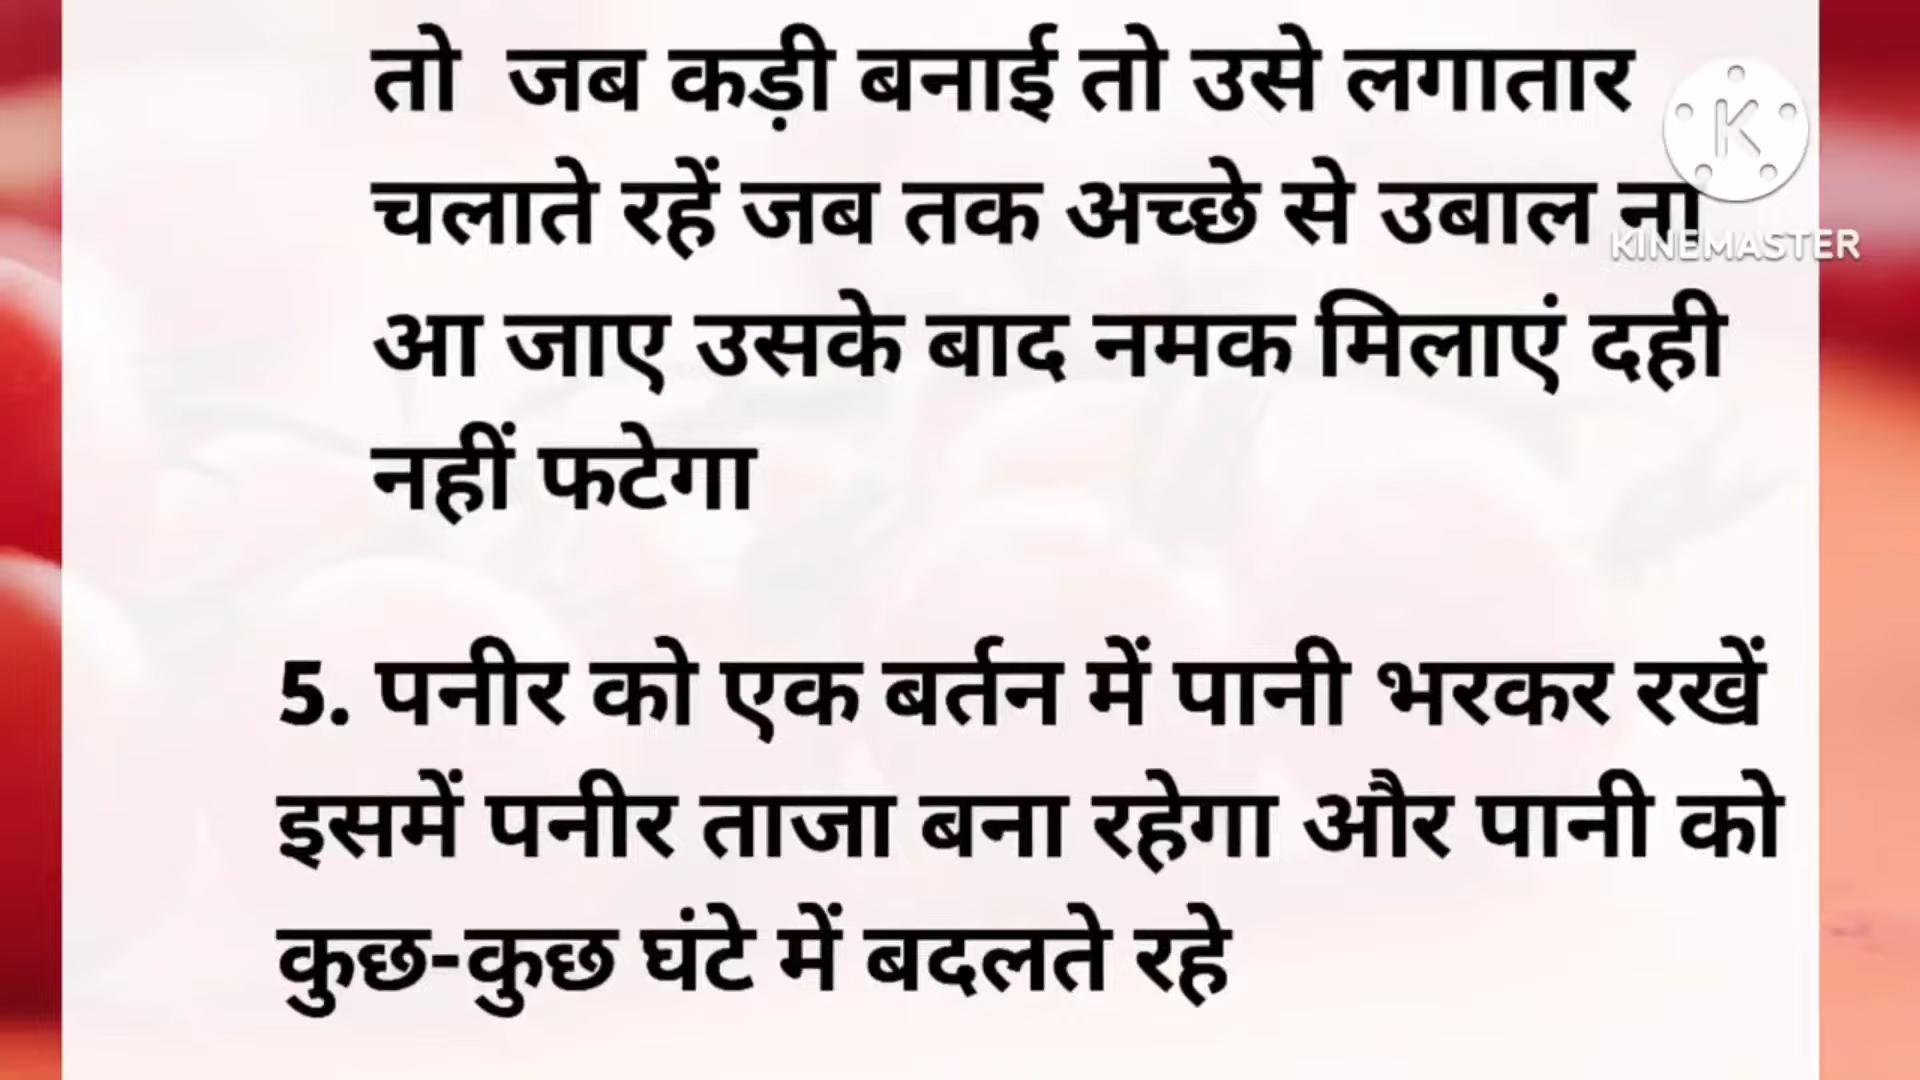 तो जब कड़ी बनाई तो उसे लगातार
चलाते रहें जब तक अच्छे से उबाल ना
आ जाए उसके बाद नमक मिलाएं दही
नहीं फटेगा
5. पनीर को एक बर्तन में पानी भरकर रखें
इसमें पनीर ताजा बना रहेगा और पानी को
कुछ-कुछ घंटे में बदलते रहे
K
KINEMASTER